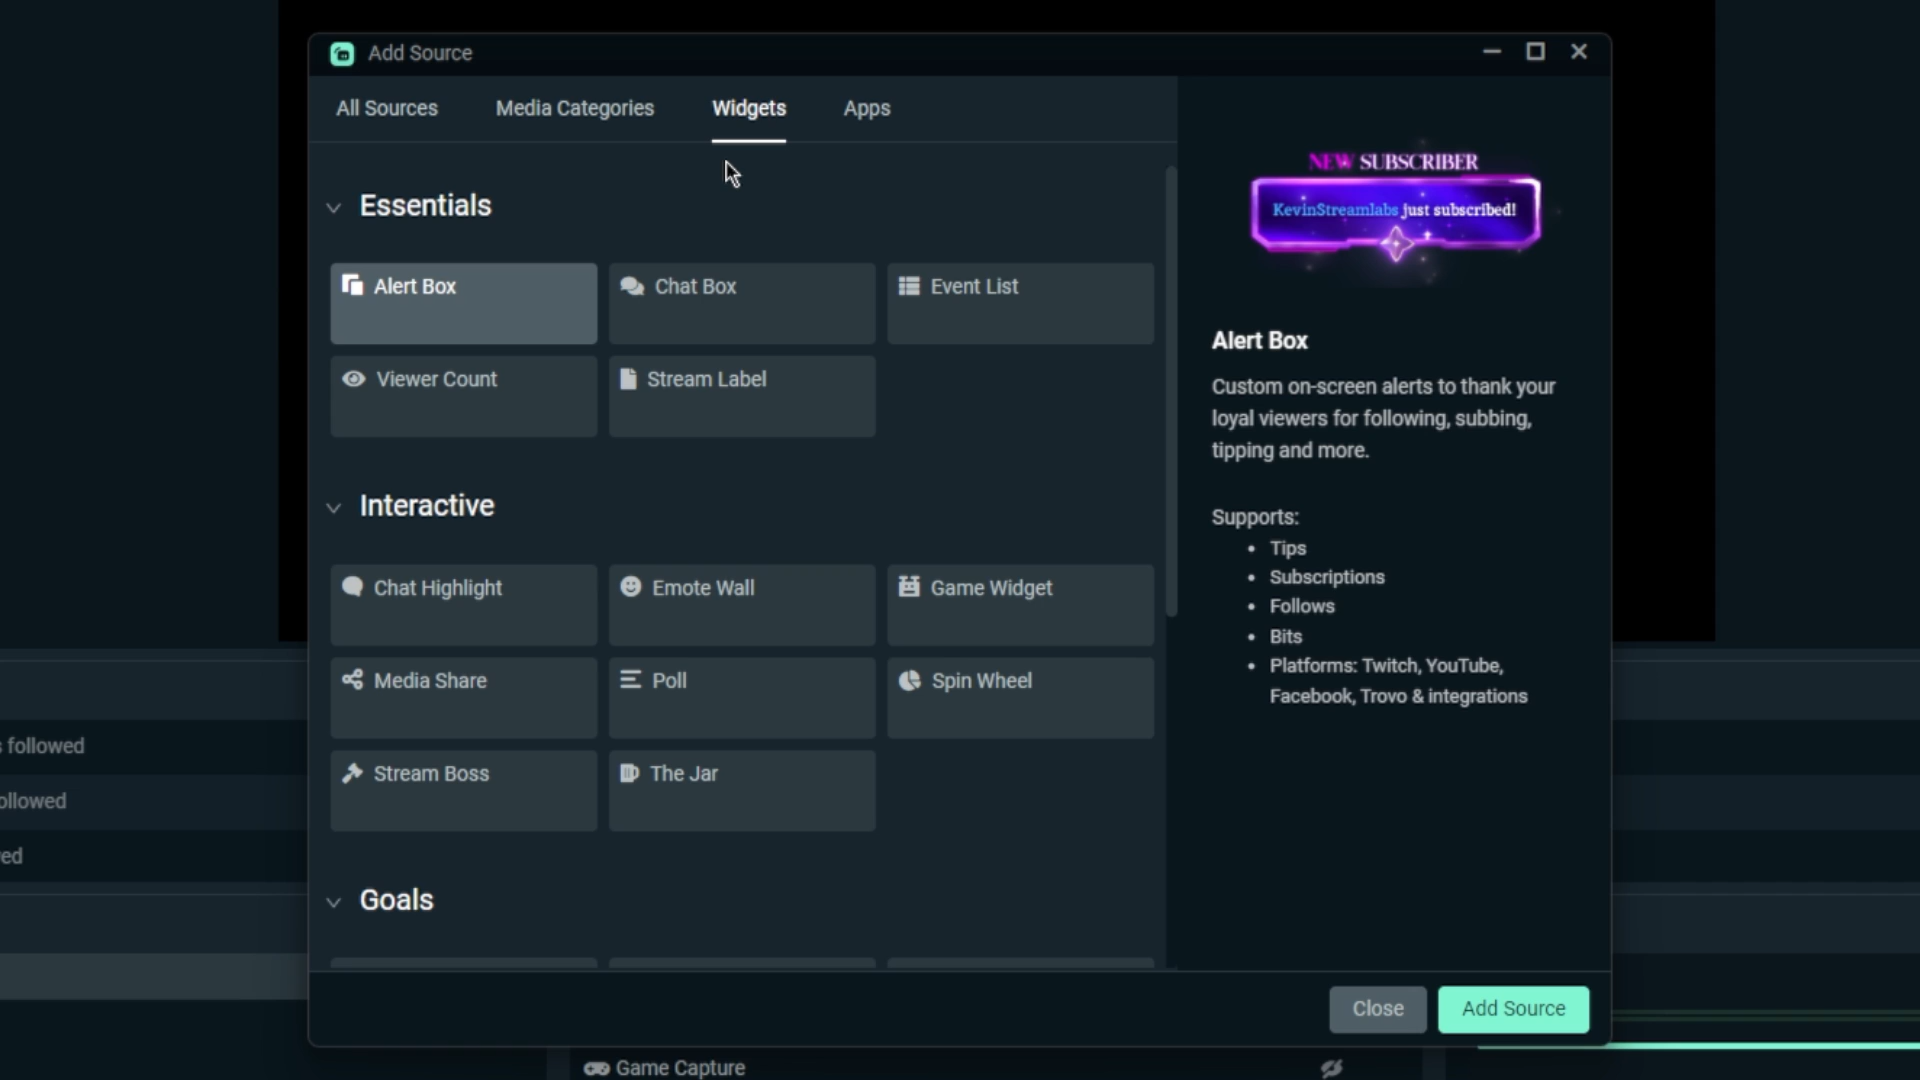 Add Source
All Sources
Media Categories
Widgets
Apps
Essentials
Alert Box
Chat Box
Event List
Viewer Count
Stream Label
Interactive
Chat Highlight
Emote Wall
Game Widget
Media Share
Poll
Spin Wheel
Stream Boss
The Jar
Goals
NEW SUBSCRIBER
KevinStreamlabs just subscribed!
Alert Box
Custom on-screen alerts to thank your
loyal viewers for following, subbing,
tipping and more.
Supports:
• Tips
• Subscriptions
• Follows
• Bits
• Platforms: Twitch, YouTube,
Facebook, Trovo & integrations
Close
Add Source
followed
Game Capture